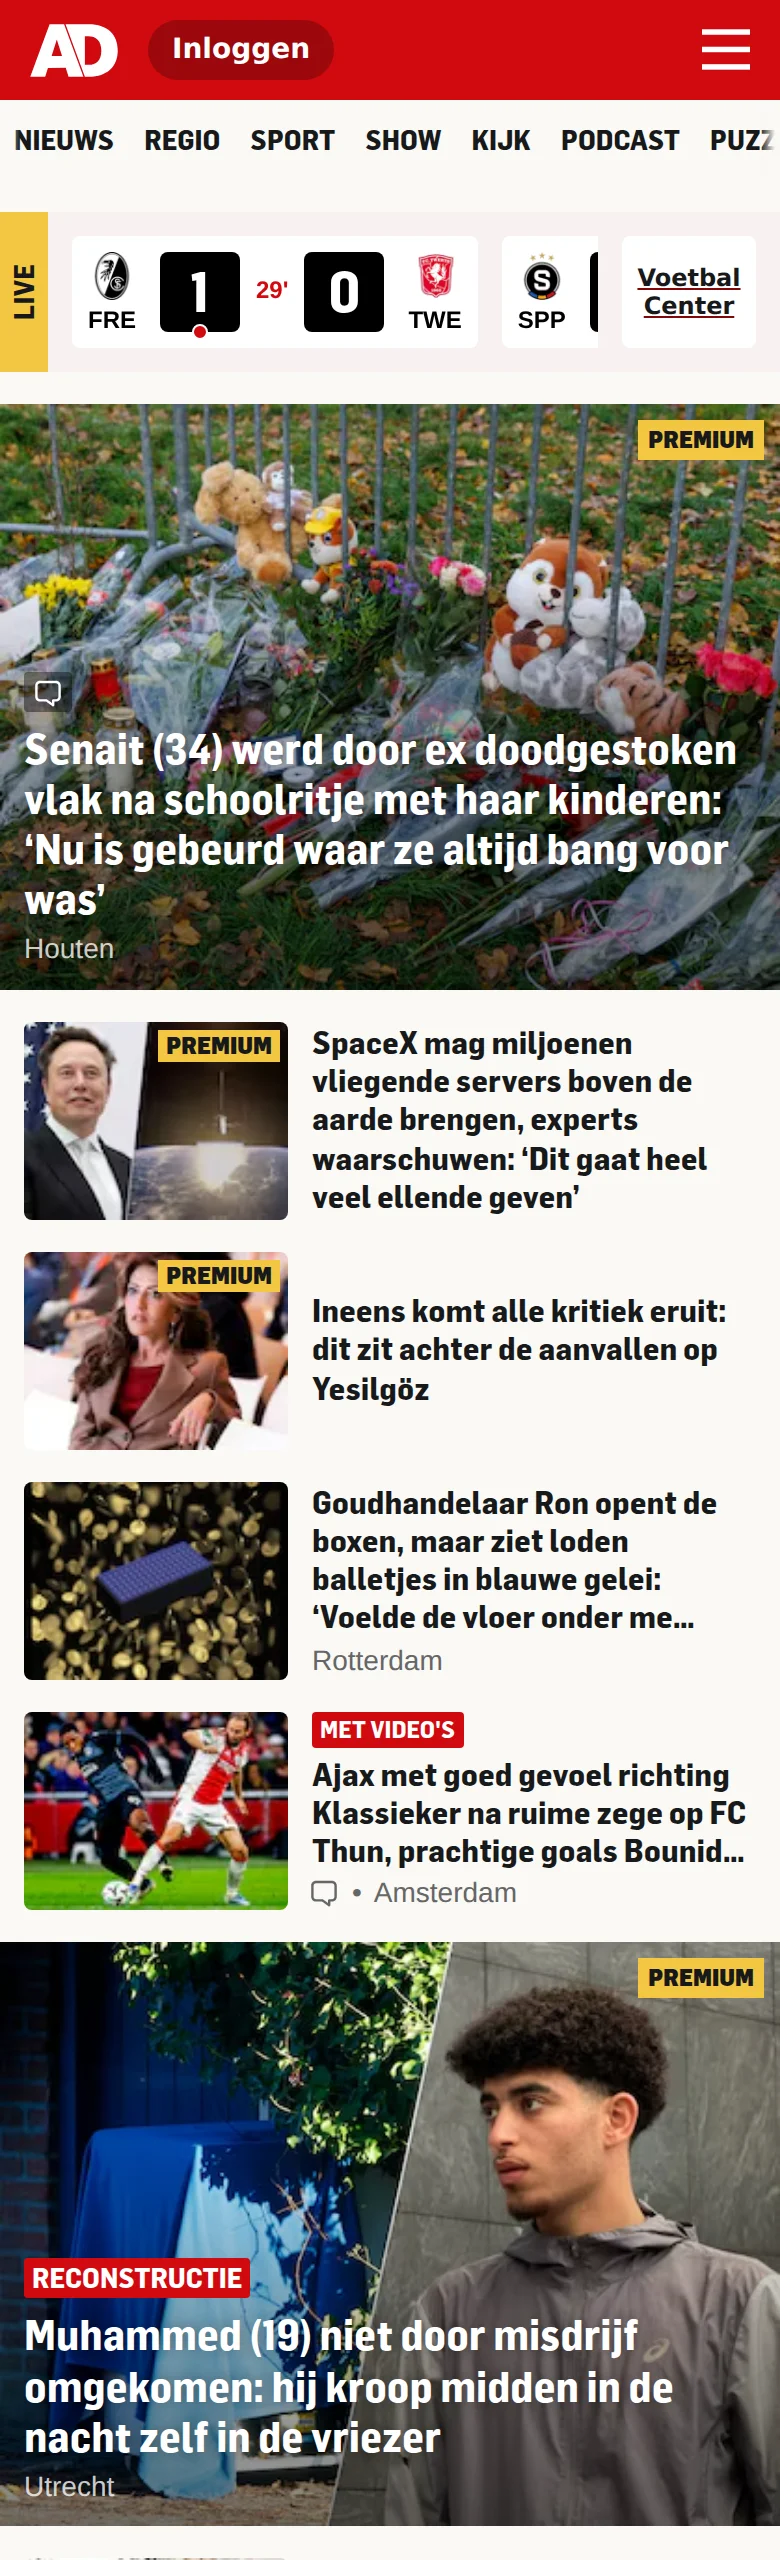 AD
Inloggen
NIEUWS REGIO SPORT SHOW KIJK PODCAST PUZZ
LIVE
FRE
1
29'
0
TWE
S
SPP
Voetbal
Center
PREMIUM
Senait (34) werd door ex doodgestoken
vlak na schoolritje met haar kinderen:
‘Nu is gebeurd waar ze altijd bang voor
was’
Houten
PREMIUM
SpaceX mag miljoenen
vliegende servers boven de
aarde brengen, experts
waarschuwen: ‘Dit gaat heel
veel ellende geven’
PREMIUM
Ineens komt alle kritiek eruit:
dit zit achter de aanvallen op
Yesilgöz
Goudhandelaar Ron opent de
boxen, maar ziet loden
balletjes in blauwe gelei:
‘Voelde de vloer onder me...
Rotterdam
MET VIDEO'S
Ajax met goed gevoel richting
Klassieker na ruime zege op FC
Thun, prachtige goals Bounid...
• Amsterdam
PREMIUM
RECONSTRUCTIE
Muhammed (19) niet door misdrijf
omgekomen: hij kroop midden in de
nacht zelf in de vriezer
Utrecht